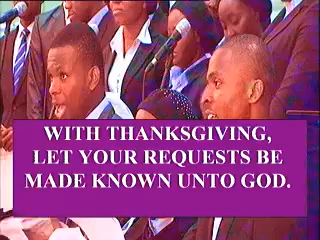 WITH THANKSGIVING,
LET YOUR REQUESTS BE
MADE KNOWN UNTO GOD.